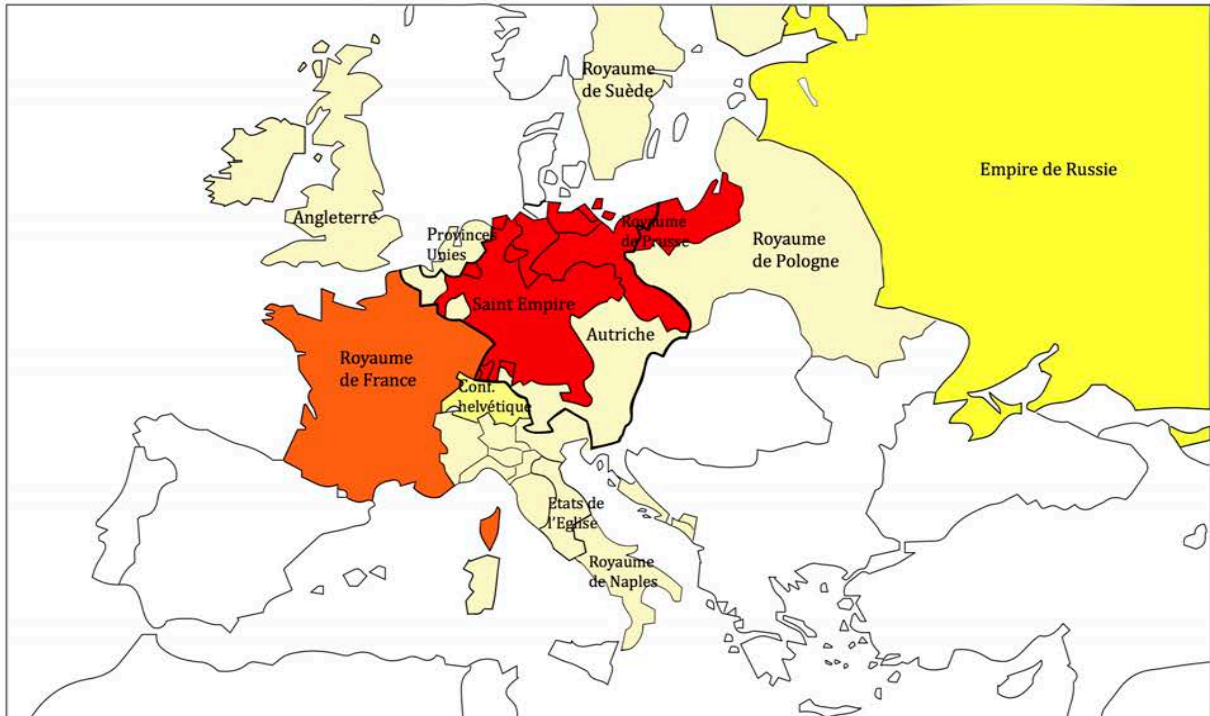 Royaume
de Suède
Empire de Russie
Angleterre
Provinces
Unies
Royaume
de Prusse
Royaume
de Pologne
Saint Empire
Autriche
Royaume
de France
Conf.
helvétique
Etats de
l'Eglise
Royaume
de Naples